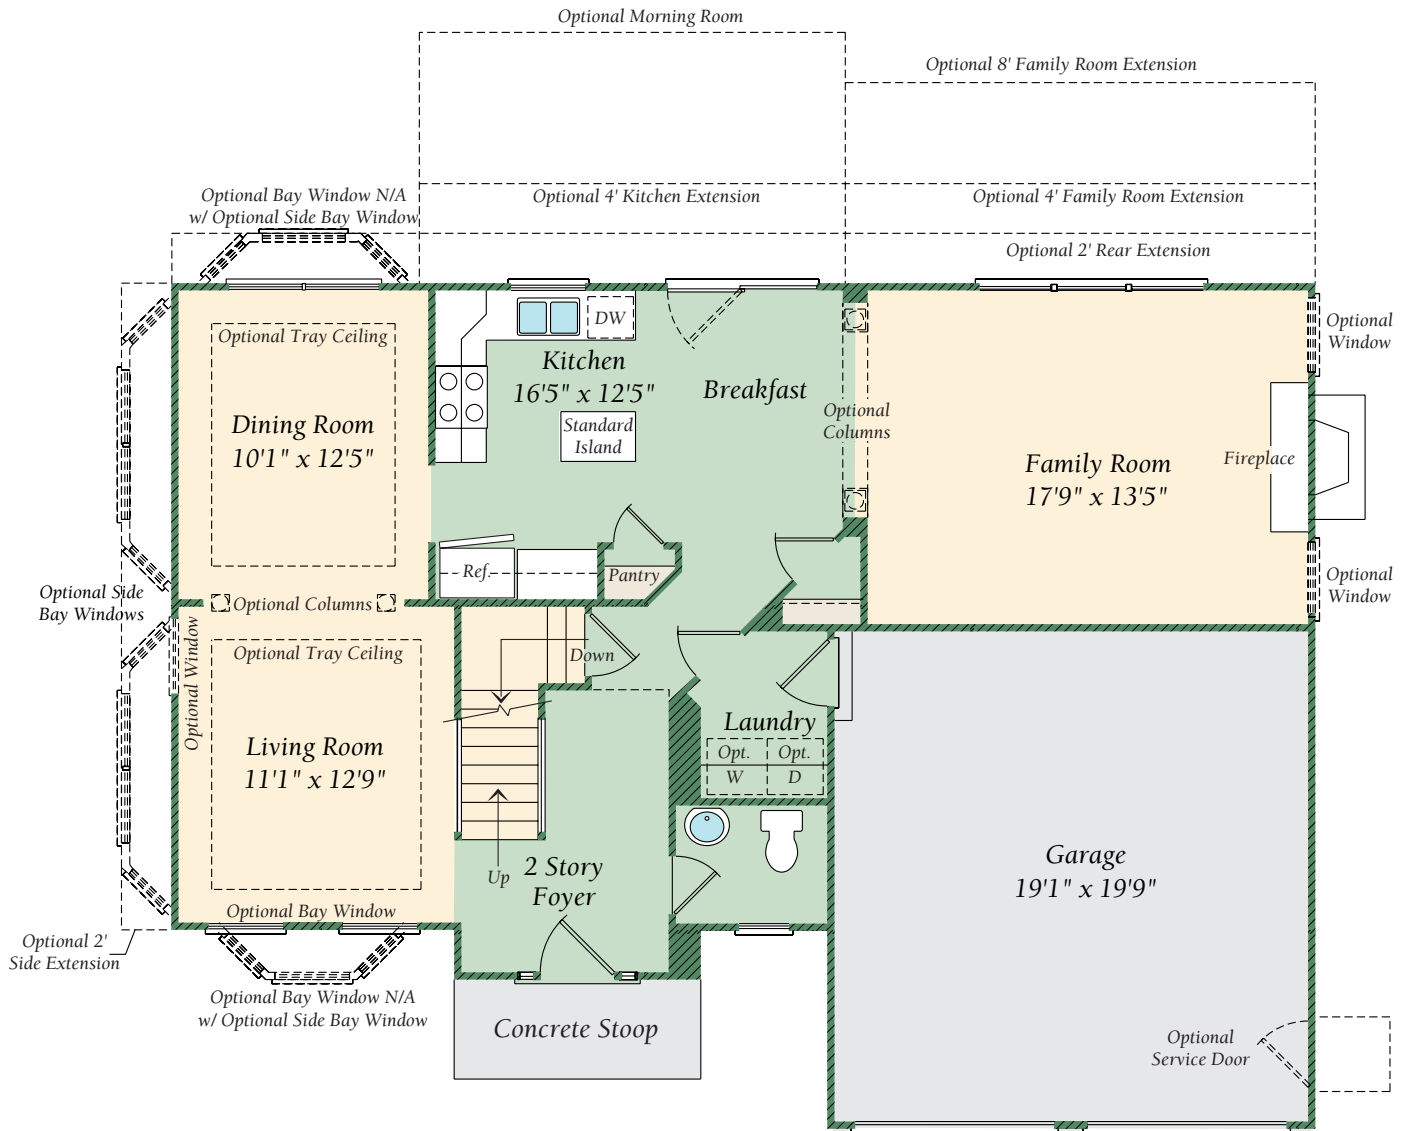 Optional Morning Room
Optional 8' Family Room Extension
Optional Bay Window N/A
w/ Optional Side Bay Window
Optional 4' Kitchen Extension
Optional 4' Family Room Extension
Optional 2' Rear Extension
Optional
Window
Optional Tray Ceiling
DW
Kitchen
16'5" x 12'5"
Breakfast
Standard
Island
Optional
Columns
Dining Room
10'1" x 12'5"
Family Room
17'9" x 13'5"
Fireplace
Ref.
Pantry
Optional
Window
Optional Side
Bay Windows
Optional Columns
Optional Window
Optional Tray Ceiling
Down
Living Room
11'1" x 12'9"
Laundry
Opt.
W
Opt.
D
Up
2 Story
Foyer
Garage
19'1" x 19'9"
Optional Bay Window
Optional 2'
Side Extension
Optional Bay Window N/A
w/ Optional Side Bay Window
Concrete Stoop
Optional
Service Door